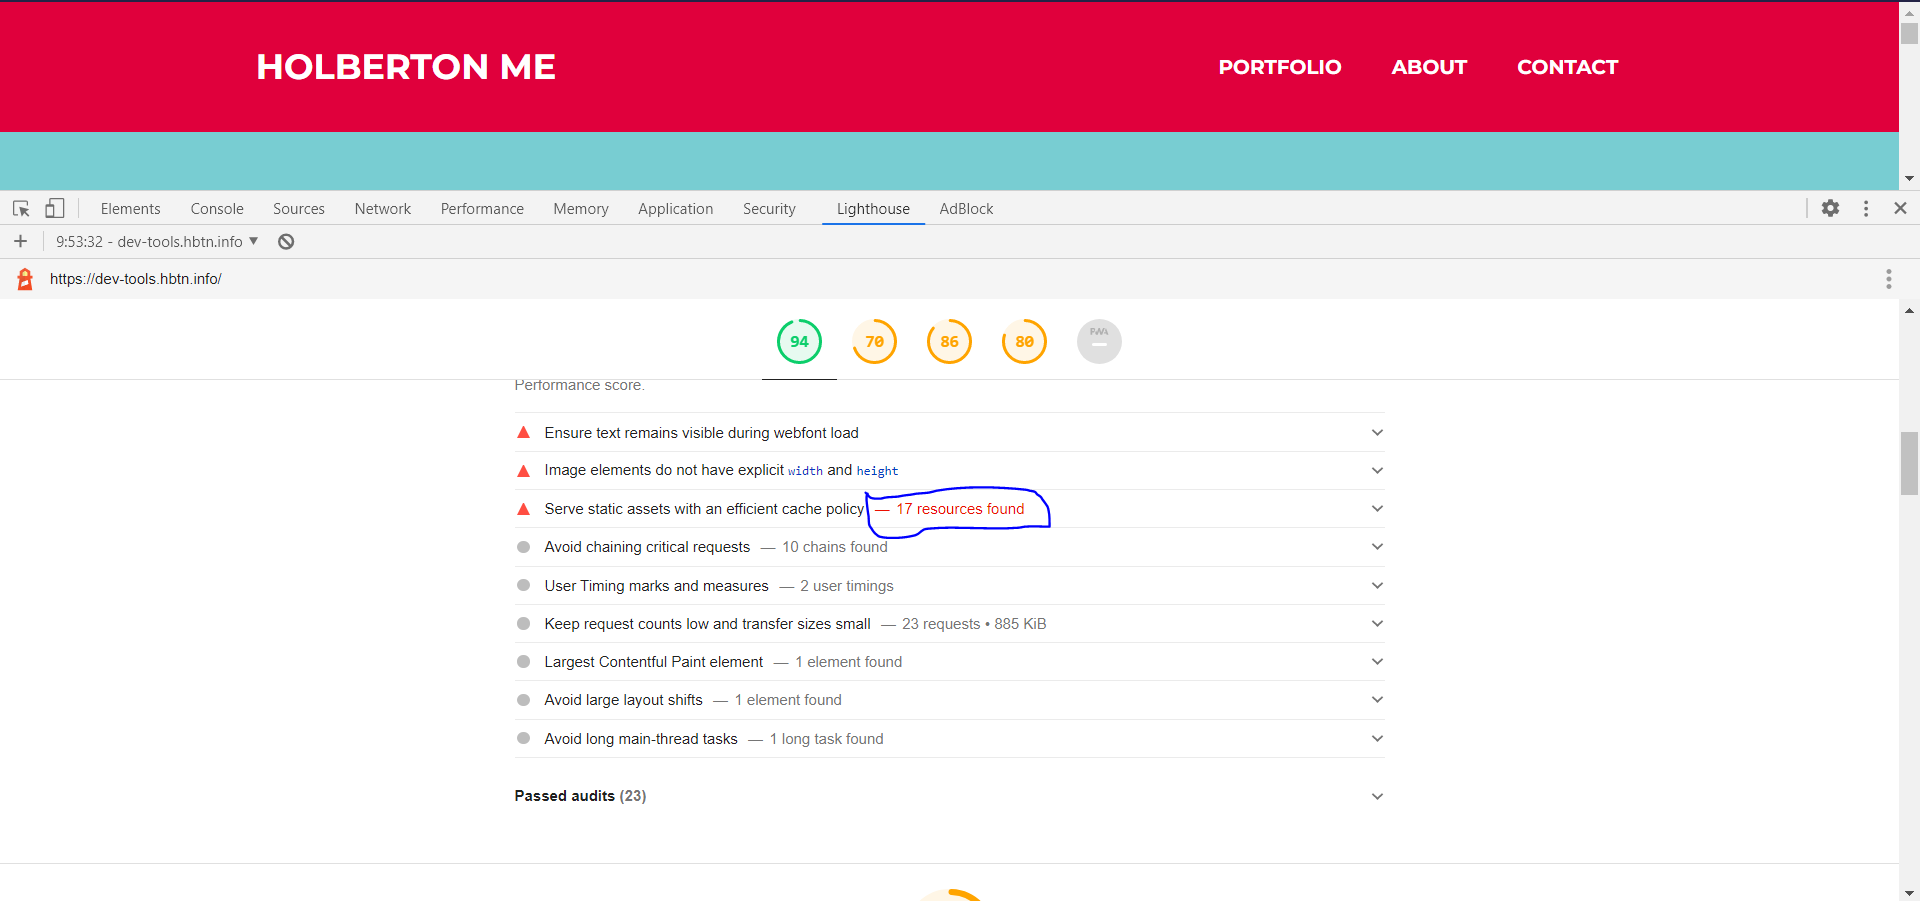 HOLBERTON ME PORTFOLIO ABOUT CONTACT
Elements Console Sources Network Performance Memory Application Security Lighthouse AdBlock
9:53:32 - dev-tools.hbtn.info
https://dev-tools.hbtn.info/
94 70 86 80 PWA
Performance score.
Ensure text remains visible during webfont load
Image elements do not have explicit width and height
Serve static assets with an efficient cache policy — 17 resources found
Avoid chaining critical requests — 10 chains found
User Timing marks and measures — 2 user timings
Keep request counts low and transfer sizes small — 23 requests • 885 KiB
Largest Contentful Paint element — 1 element found
Avoid large layout shifts — 1 element found
Avoid long main-thread tasks — 1 long task found
Passed audits (23)